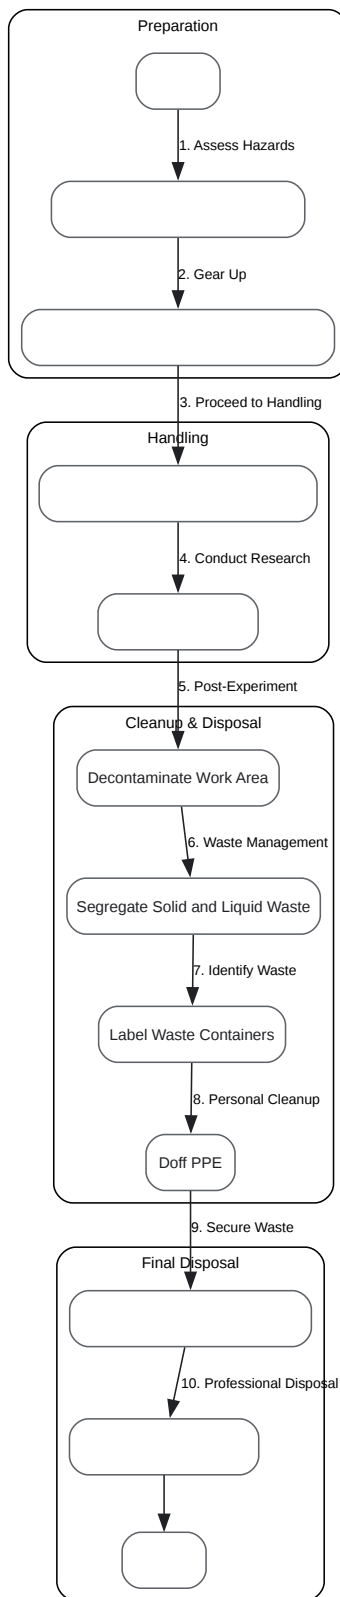 Preparation
1. Assess Hazards
2. Gear Up
3. Proceed to Handling
Handling
4. Conduct Research
5. Post-Experiment
Cleanup & Disposal
Decontaminate Work Area
6. Waste Management
Segregate Solid and Liquid Waste
7. Identify Waste
Label Waste Containers
8. Personal Cleanup
Doff PPE
9. Secure Waste
Final Disposal
10. Professional Disposal